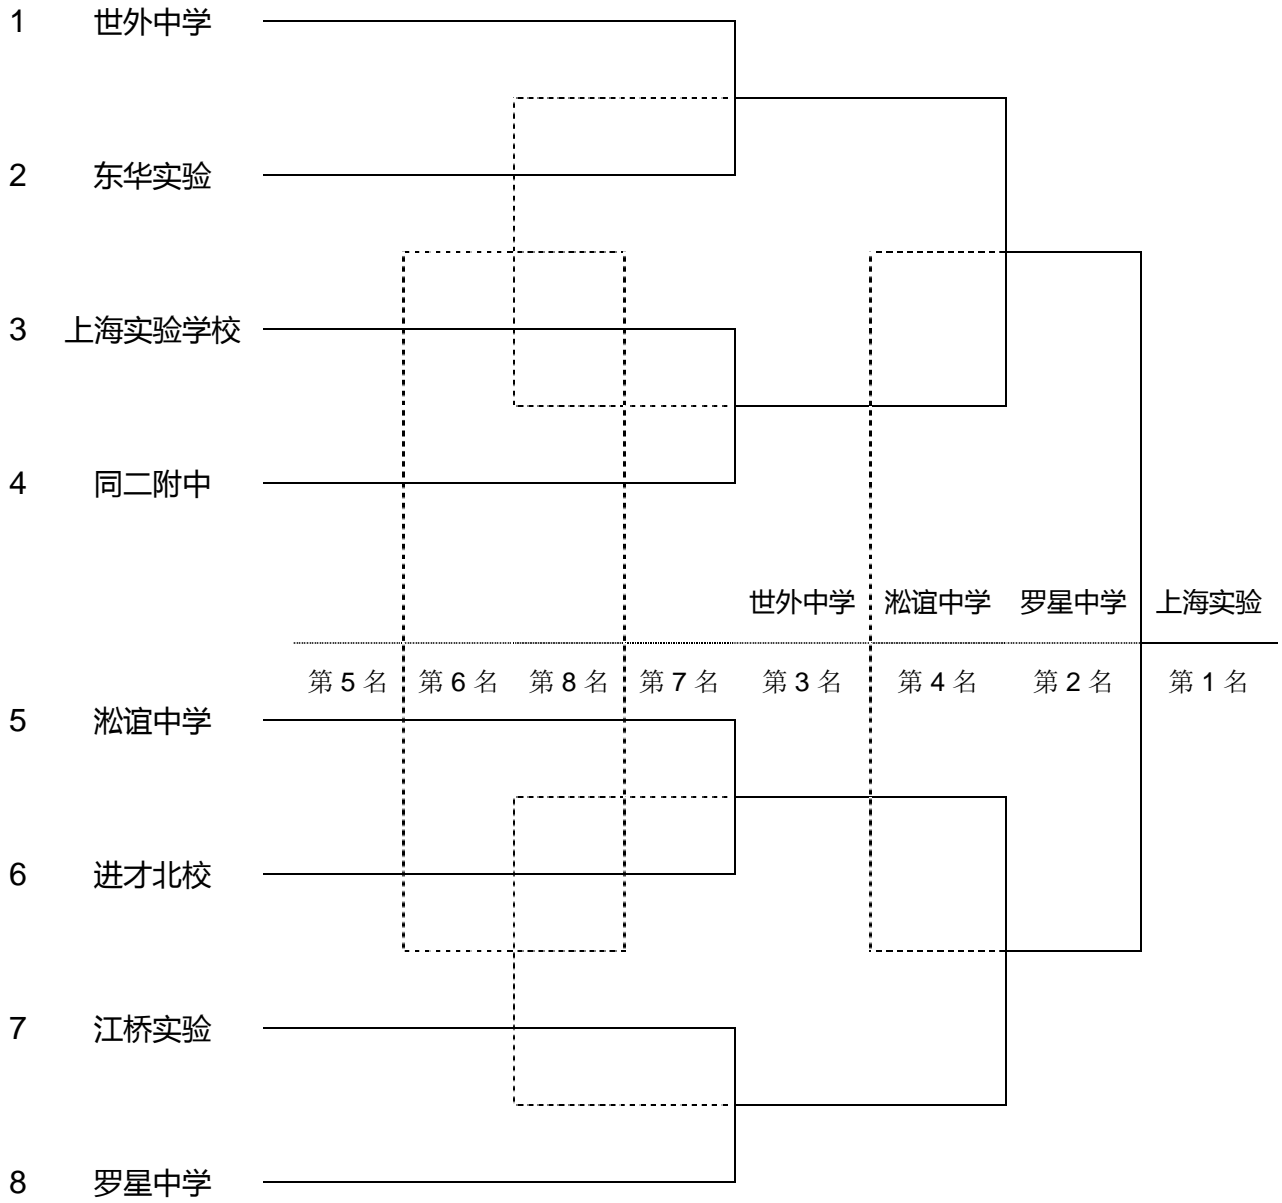 1 世外中学
2 东华实验
3 上海实验学校
4 同二附中
世外中学 淞谊中学 罗星中学 上海实验
第 5 名 第 6 名 第 8 名 第 7 名 第 3 名 第 4 名 第 2 名 第 1 名
5 淞谊中学
6 进才北校
7 江桥实验
8 罗星中学